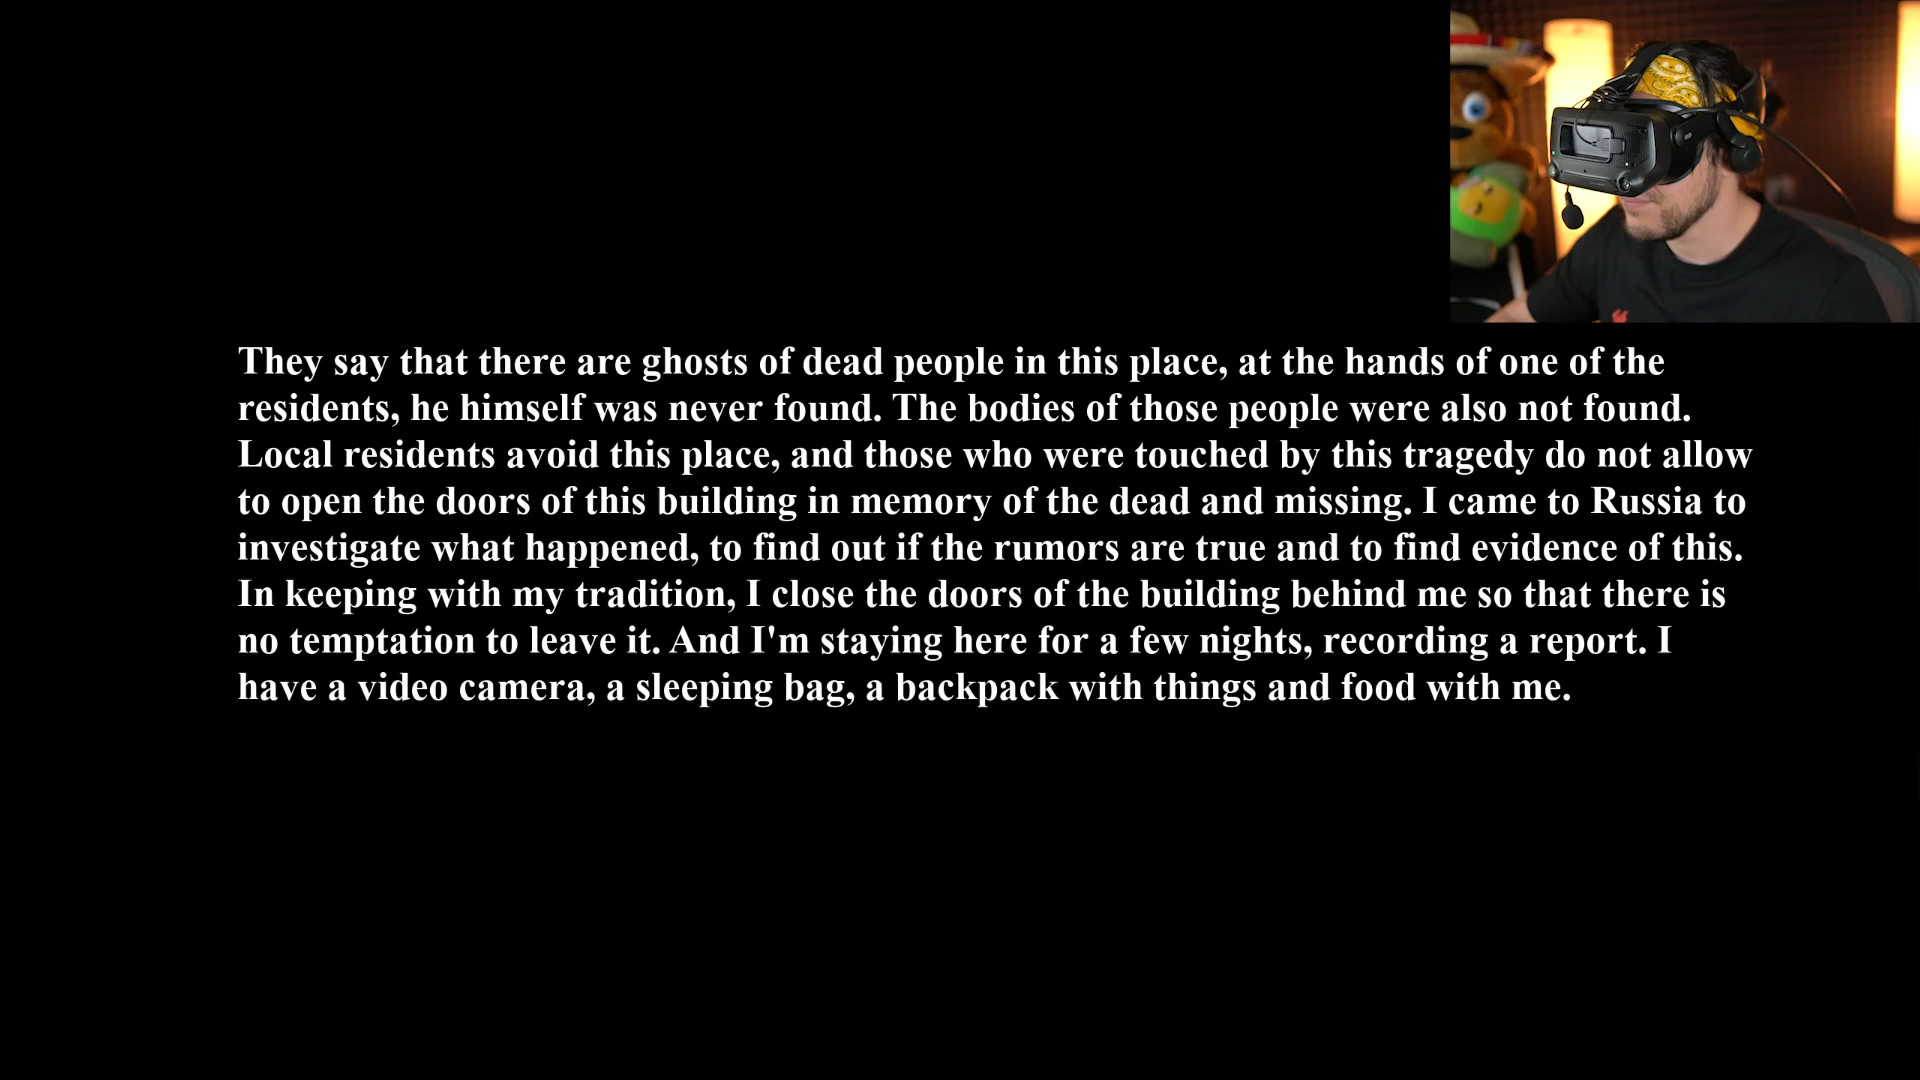 They say that there are ghosts of dead people in this place, at the hands of one of the
residents, he himself was never found. The bodies of those people were also not found.
Local residents avoid this place, and those who were touched by this tragedy do not allow
to open the doors of this building in memory of the dead and missing. I came to Russia to
investigate what happened, to find out if the rumors are true and to find evidence of this.
In keeping with my tradition, I close the doors of the building behind me so that there is
no temptation to leave it. And I'm staying here for a few nights, recording a report. I
have a video camera, a sleeping bag, a backpack with things and food with me.